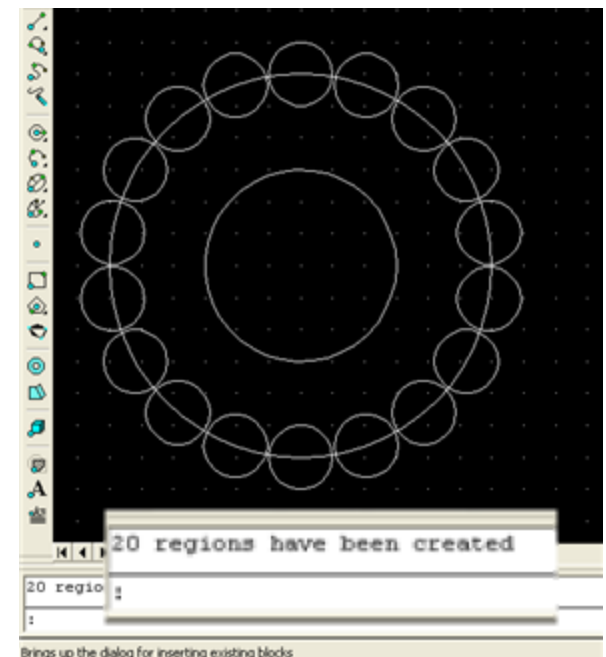 A
20 regions have been created
:
20 regio
:
Brings up the dialog for inserting existing blocks